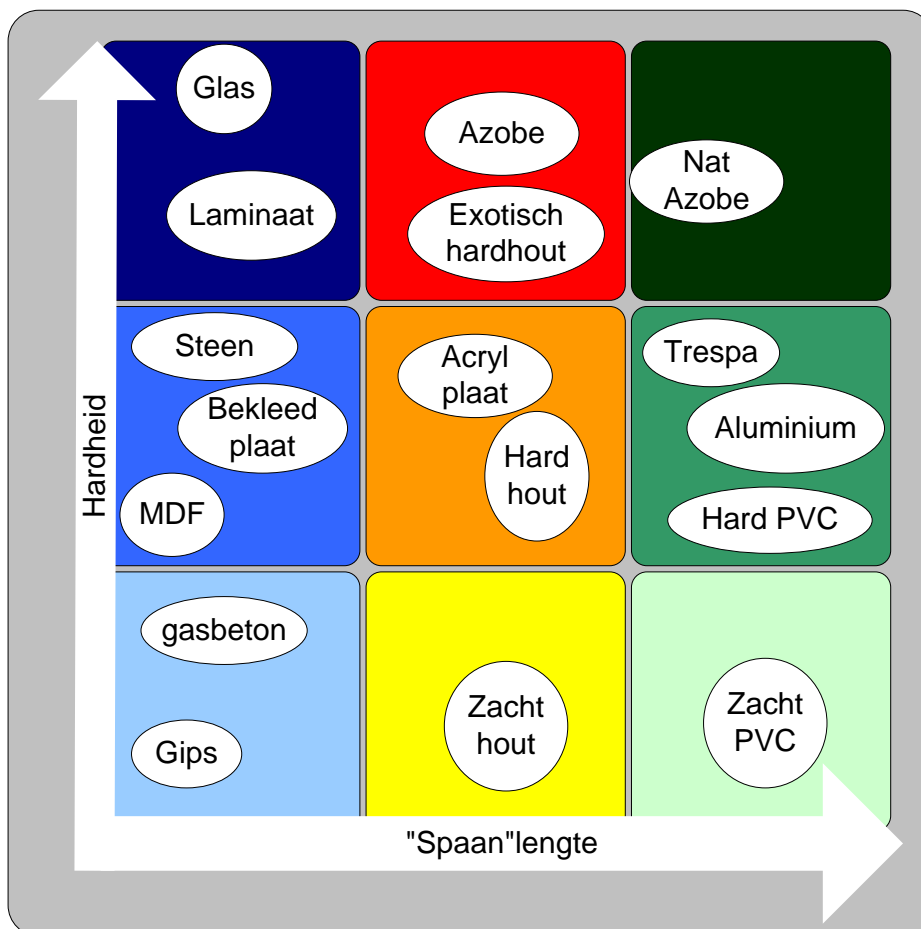 Glas
Azobe
Nat
Azobe
Laminaat
Exotisch
hardhout
Steen
Acryl
plaat
Trespa
Bekleed
plaat
Aluminium
Hard
hout
MDF
Hard PVC
Hardheid
gasbeton
Zacht
hout
Zacht
PVC
Gips
"Spaan"lengte